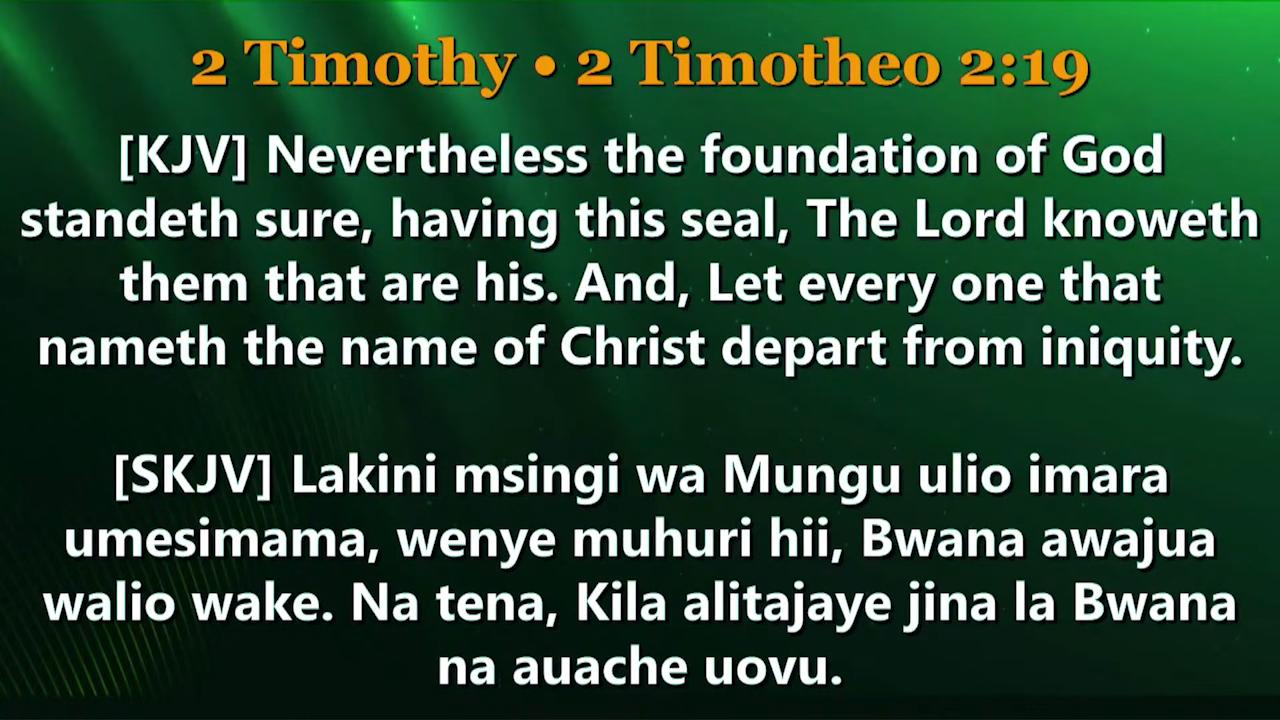 2 Timothy • 2 Timotheo 2:19
[KJV] Nevertheless the foundation of God
standeth sure, having this seal, The Lord knoweth
them that are his. And, Let every one that
nameth the name of Christ depart from iniquity.
[SKJV] Lakini msingi wa Mungu ulio imara
umesimama, wenye muhuri hii, Bwana awajua
walio wake. Na tena, Kila alitajaye jina la Bwana
na auache uovu.